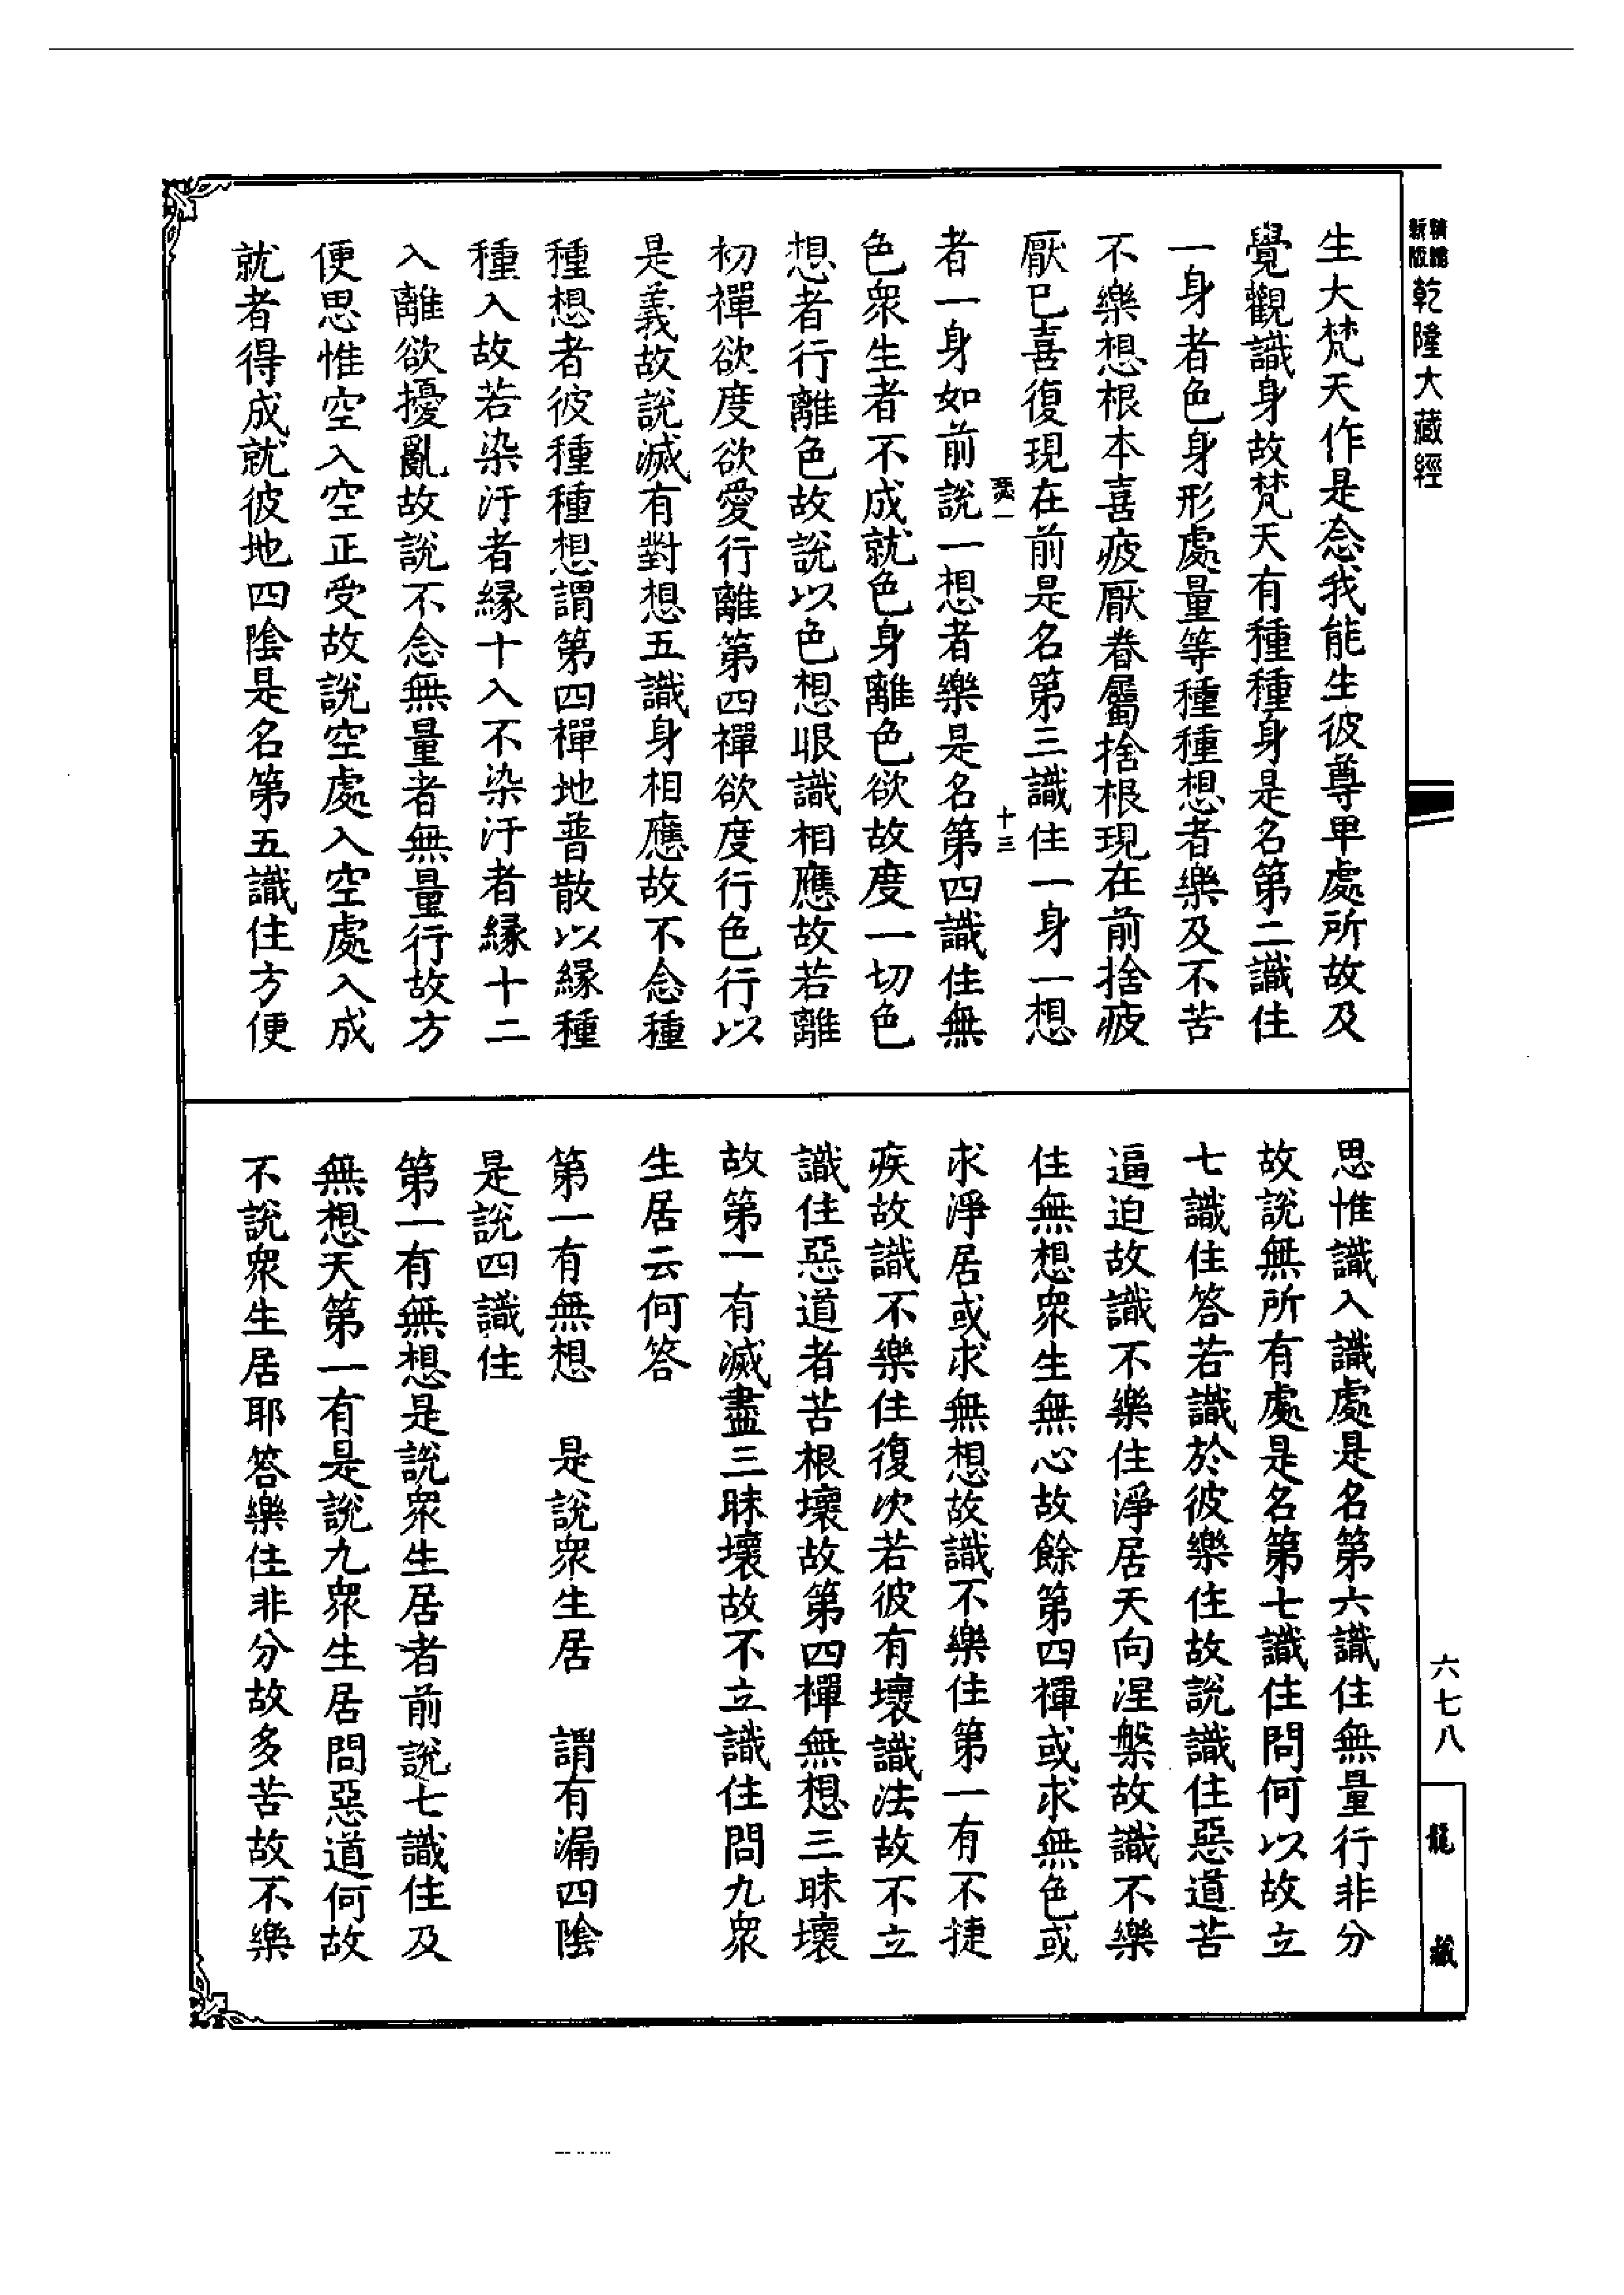 新編縮版 乾隆大藏經
生大梵天作是念我能生彼尊卑處所故及
覺觀識身故梵天有種種身是名第二識住
一身者色身形處量等種種想者樂及不苦
不樂想根本喜疲厭眷屬捨根現在前捨疲
厭已喜復現在前是名第三識住一身一想
十三
者一身如前說一想者樂是名第四識住無
色衆生者不成就色身離色欲故度一切色
想者行離色故說以色想眼識相應故若離
初禪欲度欲愛行離第四禪欲度行色行以
是義故說滅有對想五識身相應故不念種
種想者彼種種想謂第四禪地普散以緣種
種入故若染汙者緣十入不染汙者緣十二
入離欲擾亂故說不念無量者無量行故方
便思惟空入空正受故說空處入空處入成
就者得成就彼地四陰是名第五識住方便
思惟識入識處是名第六識住無量行非分
故說無所有處是名第七識住問何以故立
七識住答若識於彼樂住故說識住惡道苦
逼迫故識不樂住淨居天向涅槃故識不樂
住無想衆生無心故餘第四禪或求無色或
求淨居或求無想故識不樂住第一有不捷
疾故識不樂住復次若彼有壞識法故不立
識住惡道者苦根壞故第四禪無想三昧壞
故第一有滅盡三昧壞故不立識住問九衆
生居云何答
第一有無想　是說衆生居　謂有漏四陰
是說四識住
第一有無想是說衆生居者前說七識住及
無想天第一有是說九衆生居問惡道何故
不說衆生居耶答樂住非分故多苦故不樂
六七八
龍藏